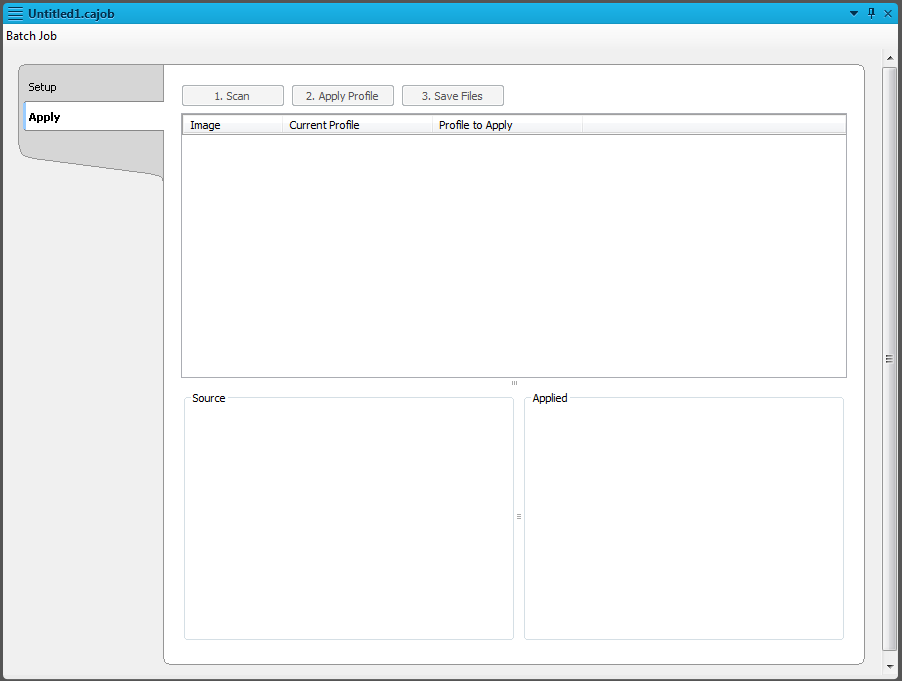 Untitled1.cajob
Batch Job
Setup
Apply
1. Scan 2. Apply Profile 3. Save Files
Image Current Profile Profile to Apply
Source Applied